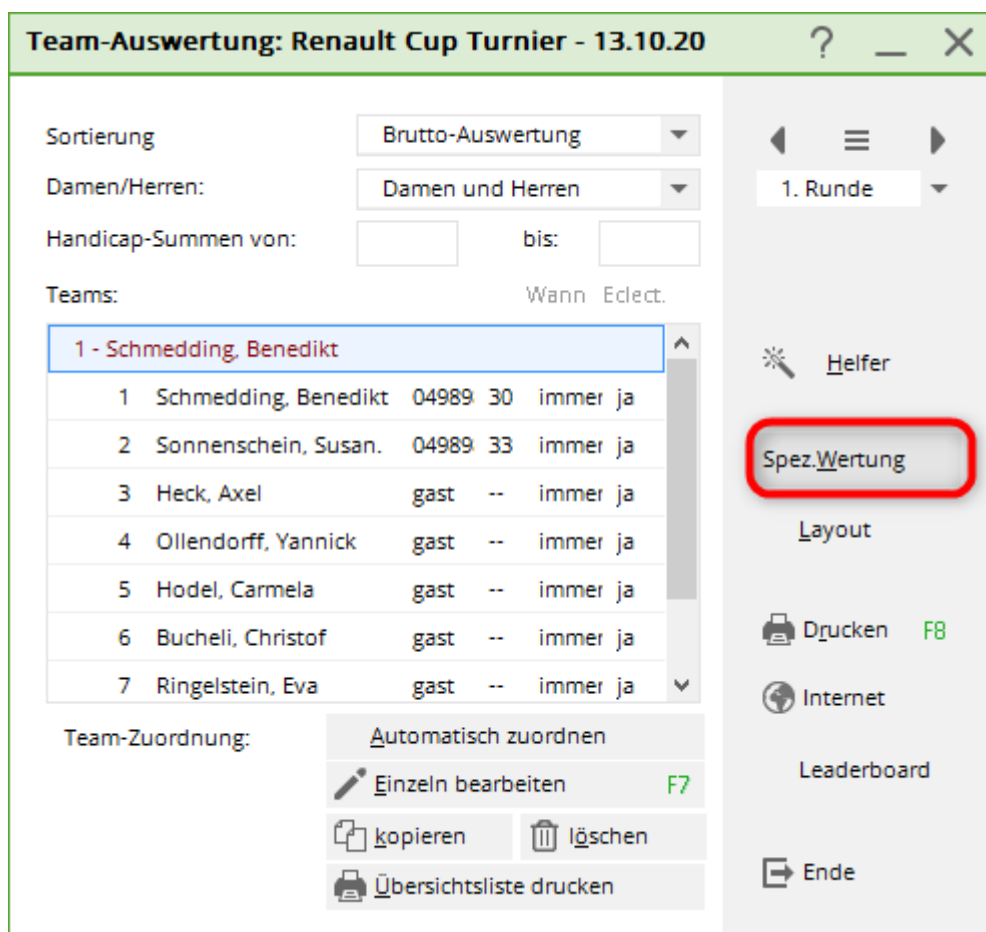 Team-Auswertung: Renault Cup Turnier - 13.10.20 ?
Sortierung Brutto-Auswertung
Damen/Herren: Damen und Herren
1. Runde
Handicap-Summen von: bis:
Teams: Wann Eclect.
1 - Schmedding, Benedikt
1 Schmedding, Benedikt 04989 30 immer ja
2 Sonnenschein, Susan. 04989 33 immer ja
3 Heck, Axel gast -- immer ja
4 Ollendorff, Yannick gast -- immer ja
5 Hodel, Carmela gast -- immer ja
6 Bucheli, Christof gast -- immer ja
7 Ringelstein, Eva gast -- immer ja
Team-Zuordnung: Automatisch zuordnen
Einzeln bearbeiten F7
kopieren löschen
Übersichtsliste drucken
Helfer
Spez.Wertung
Layout
Drucken F8
Internet
Leaderboard
Ende